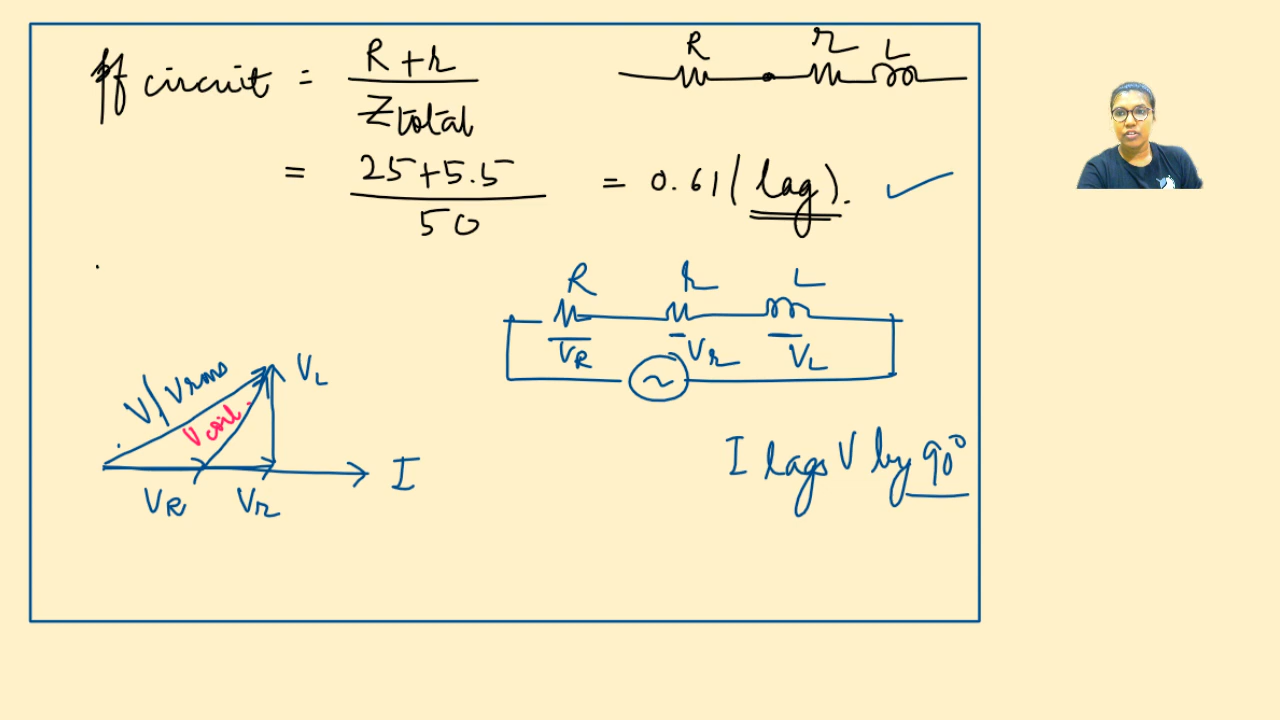 Pf circuit = R+r / Ztotal
R r L
= 25+5.5 / 50 = 0.61 (lag).
R r L
VR Vr VL
~
V/Vrms VL
Vcoil
I lags V by 90°
I
VR Vr